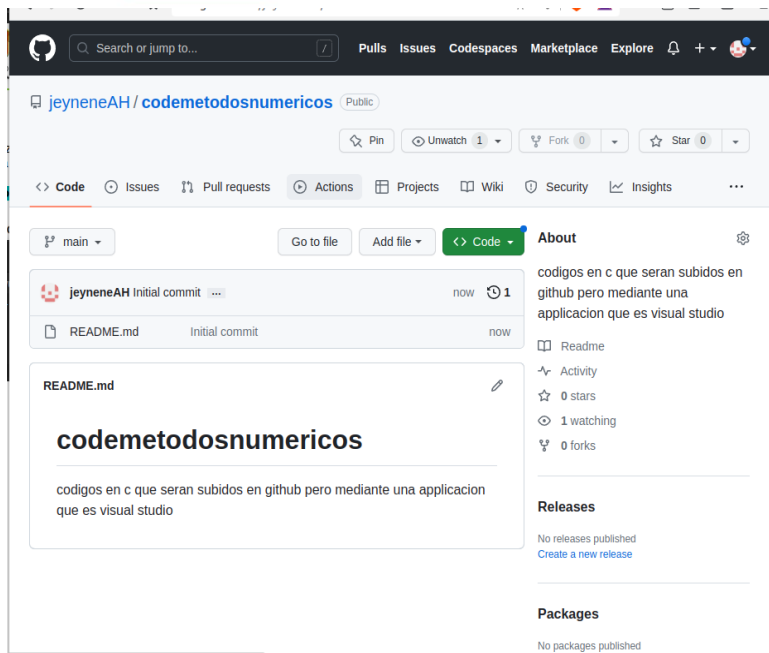 Search or jump to...
/
Pulls Issues Codespaces Marketplace Explore
jeyneneAH / codemetodosnumericos Public
Pin
Unwatch 1
Fork 0
Star 0
Code Issues Pull requests Actions Projects Wiki Security Insights
main
Go to file
Add file
Code
jeyneneAH Initial commit ... now 1
README.md Initial commit now
README.md
codemetodosnumericos
codigos en c que seran subidos en github pero mediante una applicacion
que es visual studio
About
codigos en c que seran subidos en
github pero mediante una
applicacion que es visual studio
Readme
Activity
0 stars
1 watching
0 forks
Releases
No releases published
Create a new release
Packages
No packages published